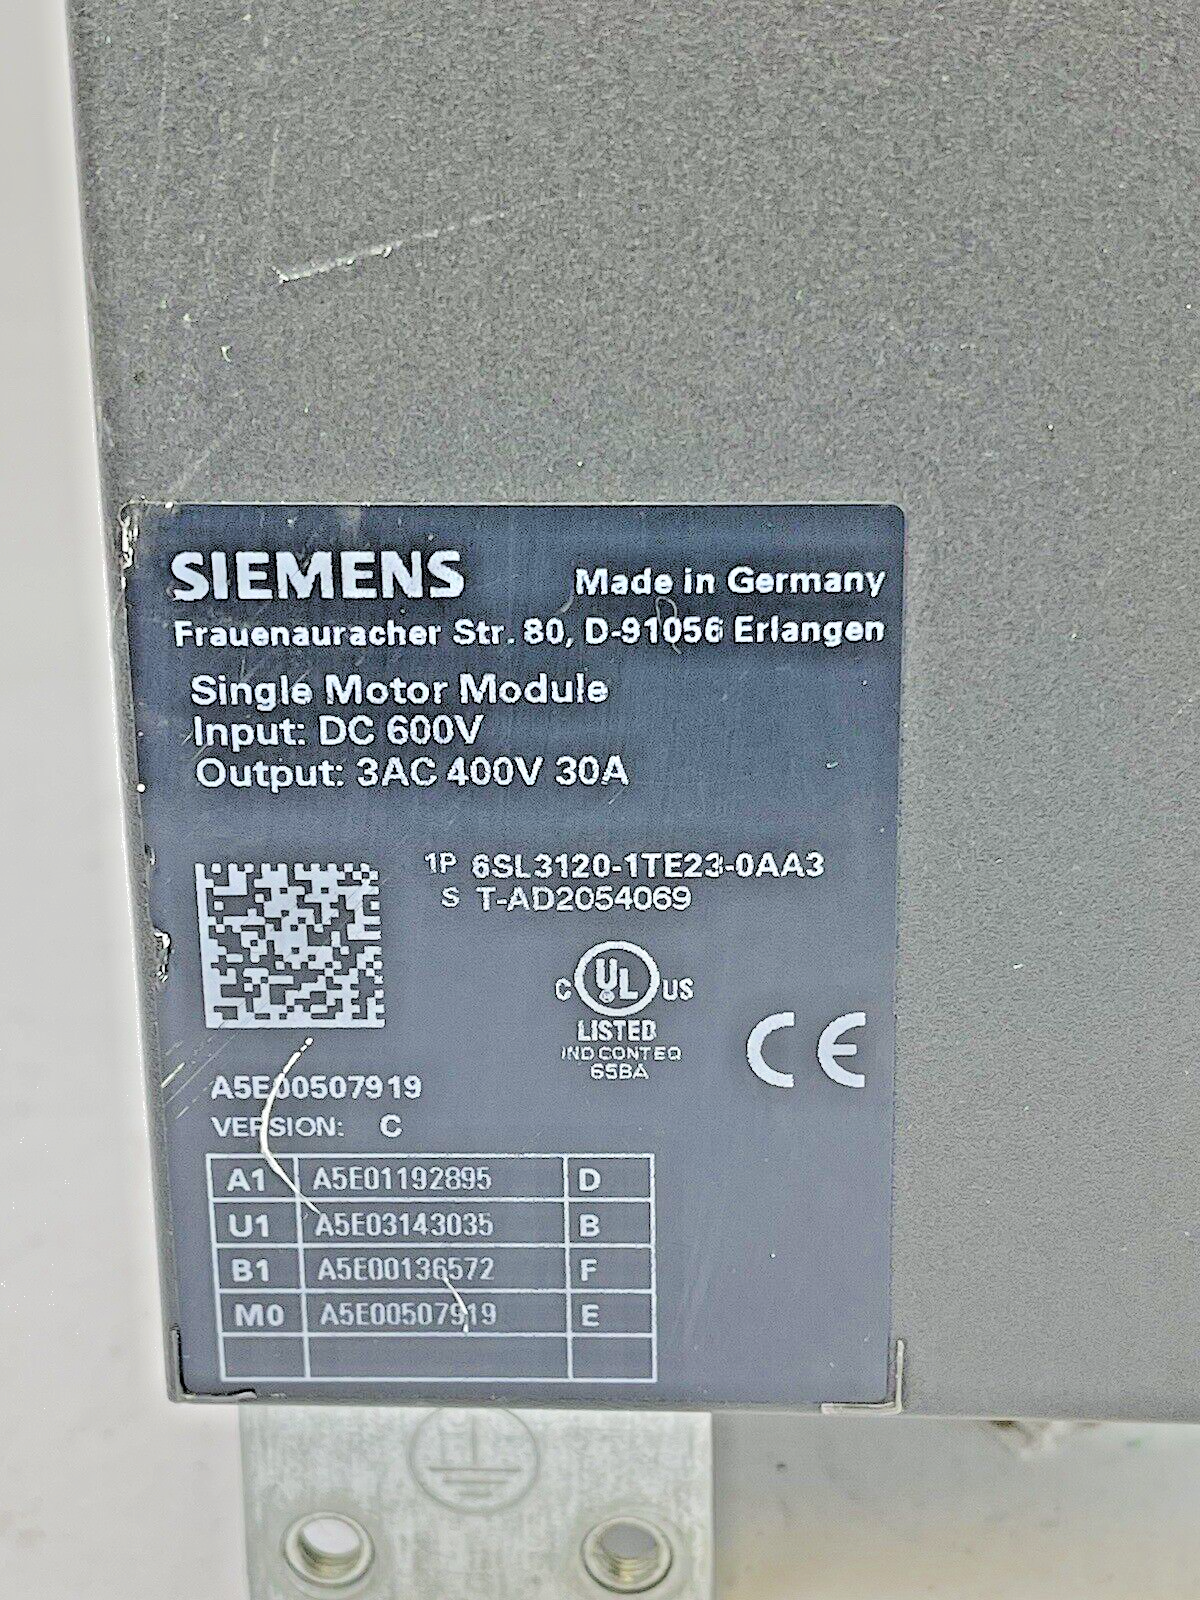 SIEMENS Made in Germany
Frauenauracher Str. 80, D-91056 Erlangen
Single Motor Module
Input: DC 600V
Output: 3AC 400V 30A
1P 6SL3120-1TE23-0AA3
S T-AD2054069
C UL US
LISTED
IND CONT EQ
65BA
CE
A5E00507919
VERSION: C
A1 A5E01192895 D
U1 A5E03143035 B
B1 A5E00136572 F
M0 A5E00507919 E